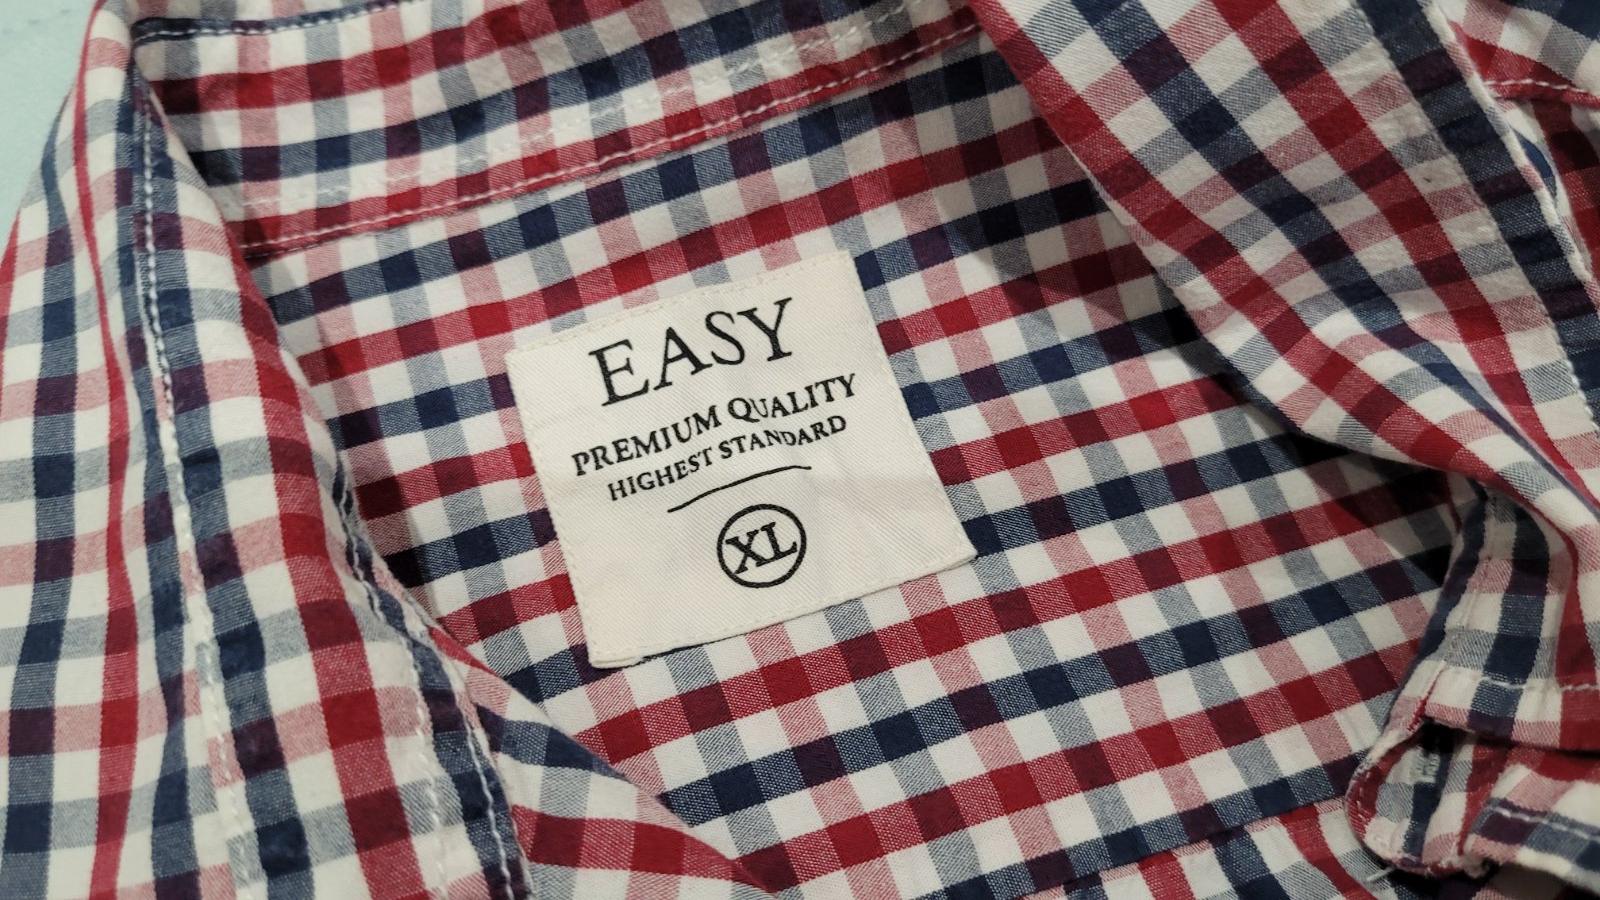 EASY
PREMIUM QUALITY
HIGHEST STANDARD
XL